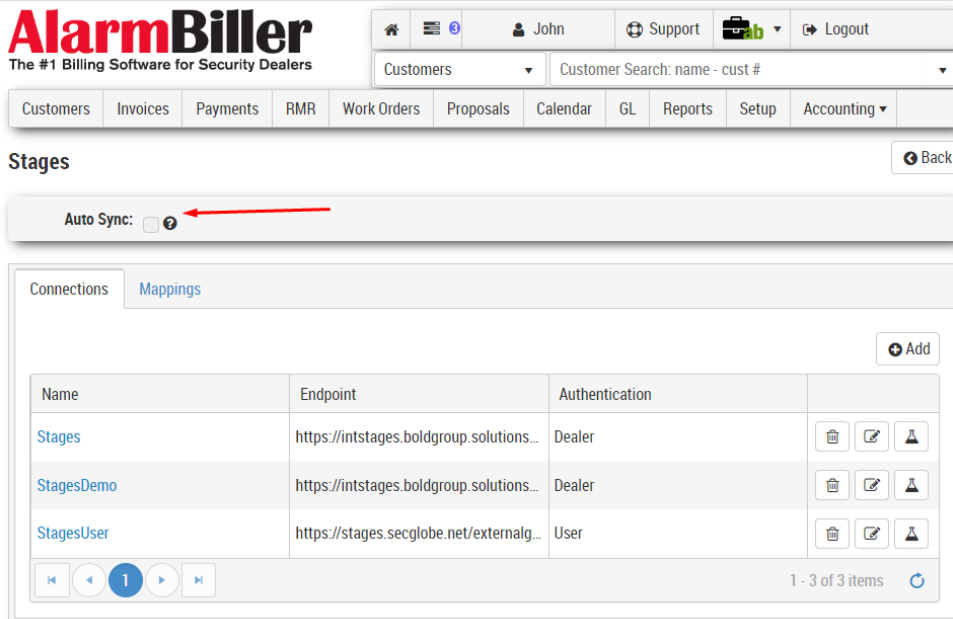 AlarmBiller
The #1 Billing Software for Security Dealers
3 John Support ab Logout
Customers Customer Search: name - cust #
Customers Invoices Payments RMR Work Orders Proposals Calendar GL Reports Setup Accounting
Stages Back
Auto Sync:
Connections Mappings
Add
Name Endpoint Authentication
Stages https://intstages.boldgroup.solutions... Dealer
StagesDemo https://intstages.boldgroup.solutions... Dealer
StagesUser https://stages.secglobe.net/externalg... User
1 1 - 3 of 3 items